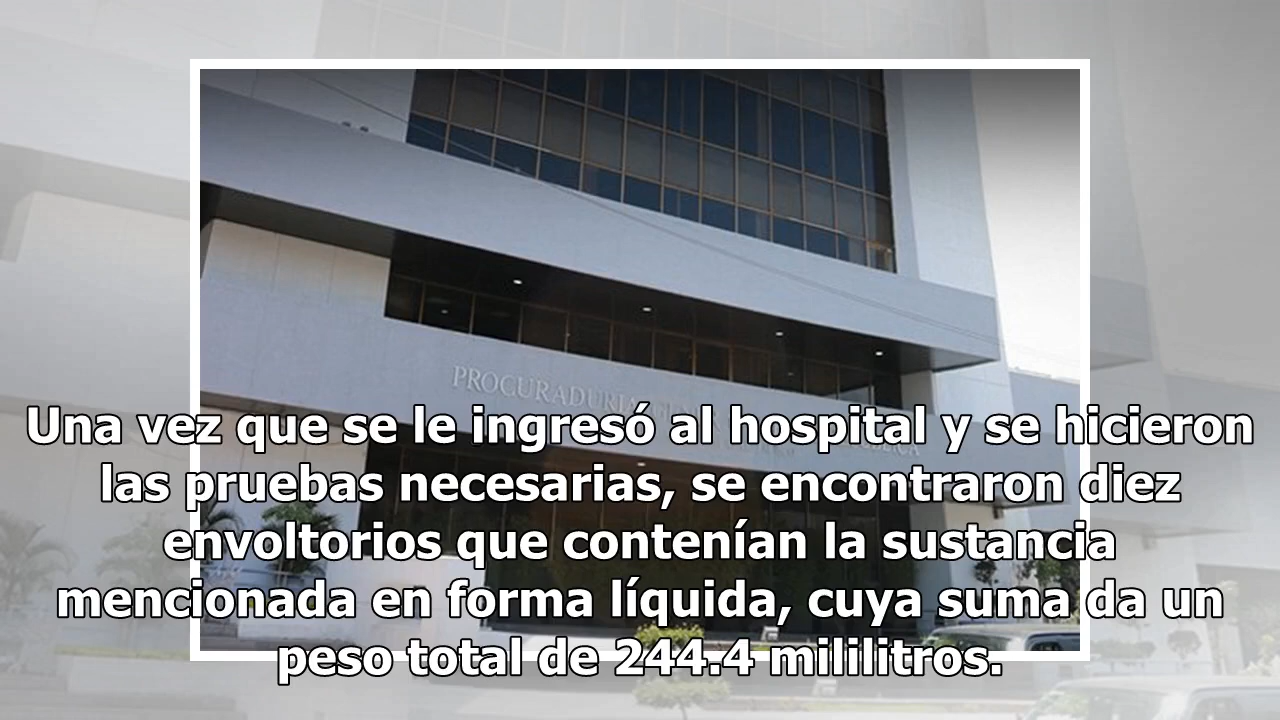 PROCURADURIA
Una vez que se le ingresó al hospital y se hicieron
las pruebas necesarias, se encontraron diez
envoltorios que contenían la sustancia
mencionada en forma líquida, cuya suma da un
peso total de 244.4 mililitros.